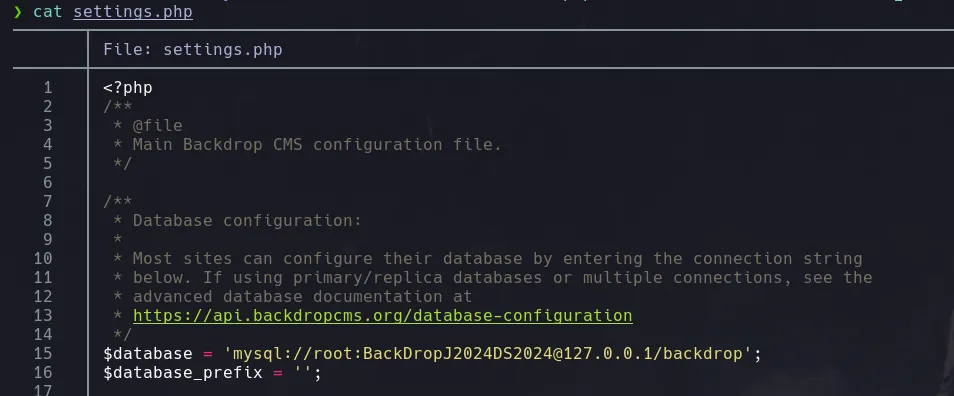 ❯ cat settings.php
File: settings.php
1 <?php
2 /**
3  * @file
4  * Main Backdrop CMS configuration file.
5  */
6
7 /**
8  * Database configuration:
9  *
10  * Most sites can configure their database by entering the connection string
11  * below. If using primary/replica databases or multiple connections, see the
12  * advanced database documentation at
13  * https://api.backdropcms.org/database-configuration
14  */
15 $database = 'mysql://root:BackDropJ2024DS2024@127.0.0.1/backdrop';
16 $database_prefix = '';
17